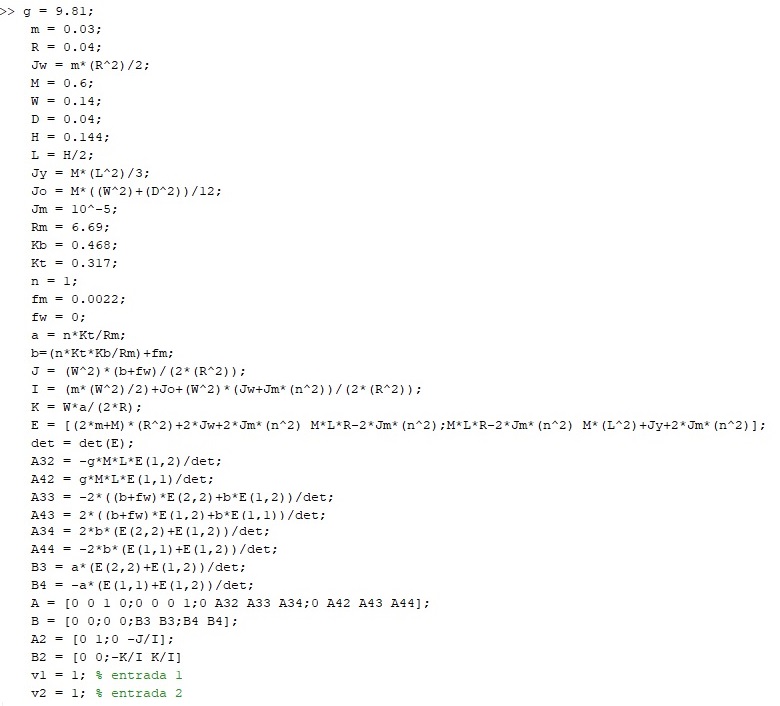 >> g = 9.81;
m = 0.03;
R = 0.04;
Jw = m*(R^2)/2;
M = 0.6;
W = 0.14;
D = 0.04;
H = 0.144;
L = H/2;
Jy = M*(L^2)/3;
Jo = M*((W^2)+(D^2))/12;
Jm = 10^-5;
Rm = 6.69;
Kb = 0.468;
Kt = 0.317;
n = 1;
fm = 0.0022;
fw = 0;
a = n*Kt/Rm;
b=(n*Kt*Kb/Rm)+fm;
J = (W^2)*(b+fw)/(2*(R^2));
I = (m*(W^2)/2)+Jo+(W^2)*(Jw+Jm*(n^2))/(2*(R^2));
K = W*a/(2*R);
E = [(2*m+M)*(R^2)+2*Jw+2*Jm*(n^2) M*L*R-2*Jm*(n^2);M*L*R-2*Jm*(n^2) M*(L^2)+Jy+2*Jm*(n^2)];
det = det(E);
A32 = -g*M*L*E(1,2)/det;
A42 = g*M*L*E(1,1)/det;
A33 = -2*((b+fw)*E(2,2)+b*E(1,2))/det;
A43 = 2*((b+fw)*E(1,2)+b*E(1,1))/det;
A34 = 2*b*(E(2,2)+E(1,2))/det;
A44 = -2*b*(E(1,1)+E(1,2))/det;
B3 = a*(E(2,2)+E(1,2))/det;
B4 = -a*(E(1,1)+E(1,2))/det;
A = [0 0 1 0;0 0 0 1;0 A32 A33 A34;0 A42 A43 A44];
B = [0 0;0 0;B3 B3;B4 B4];
A2 = [0 1;0 -J/I];
B2 = [0 0;-K/I K/I]
v1 = 1; % entrada 1
v2 = 1; % entrada 2